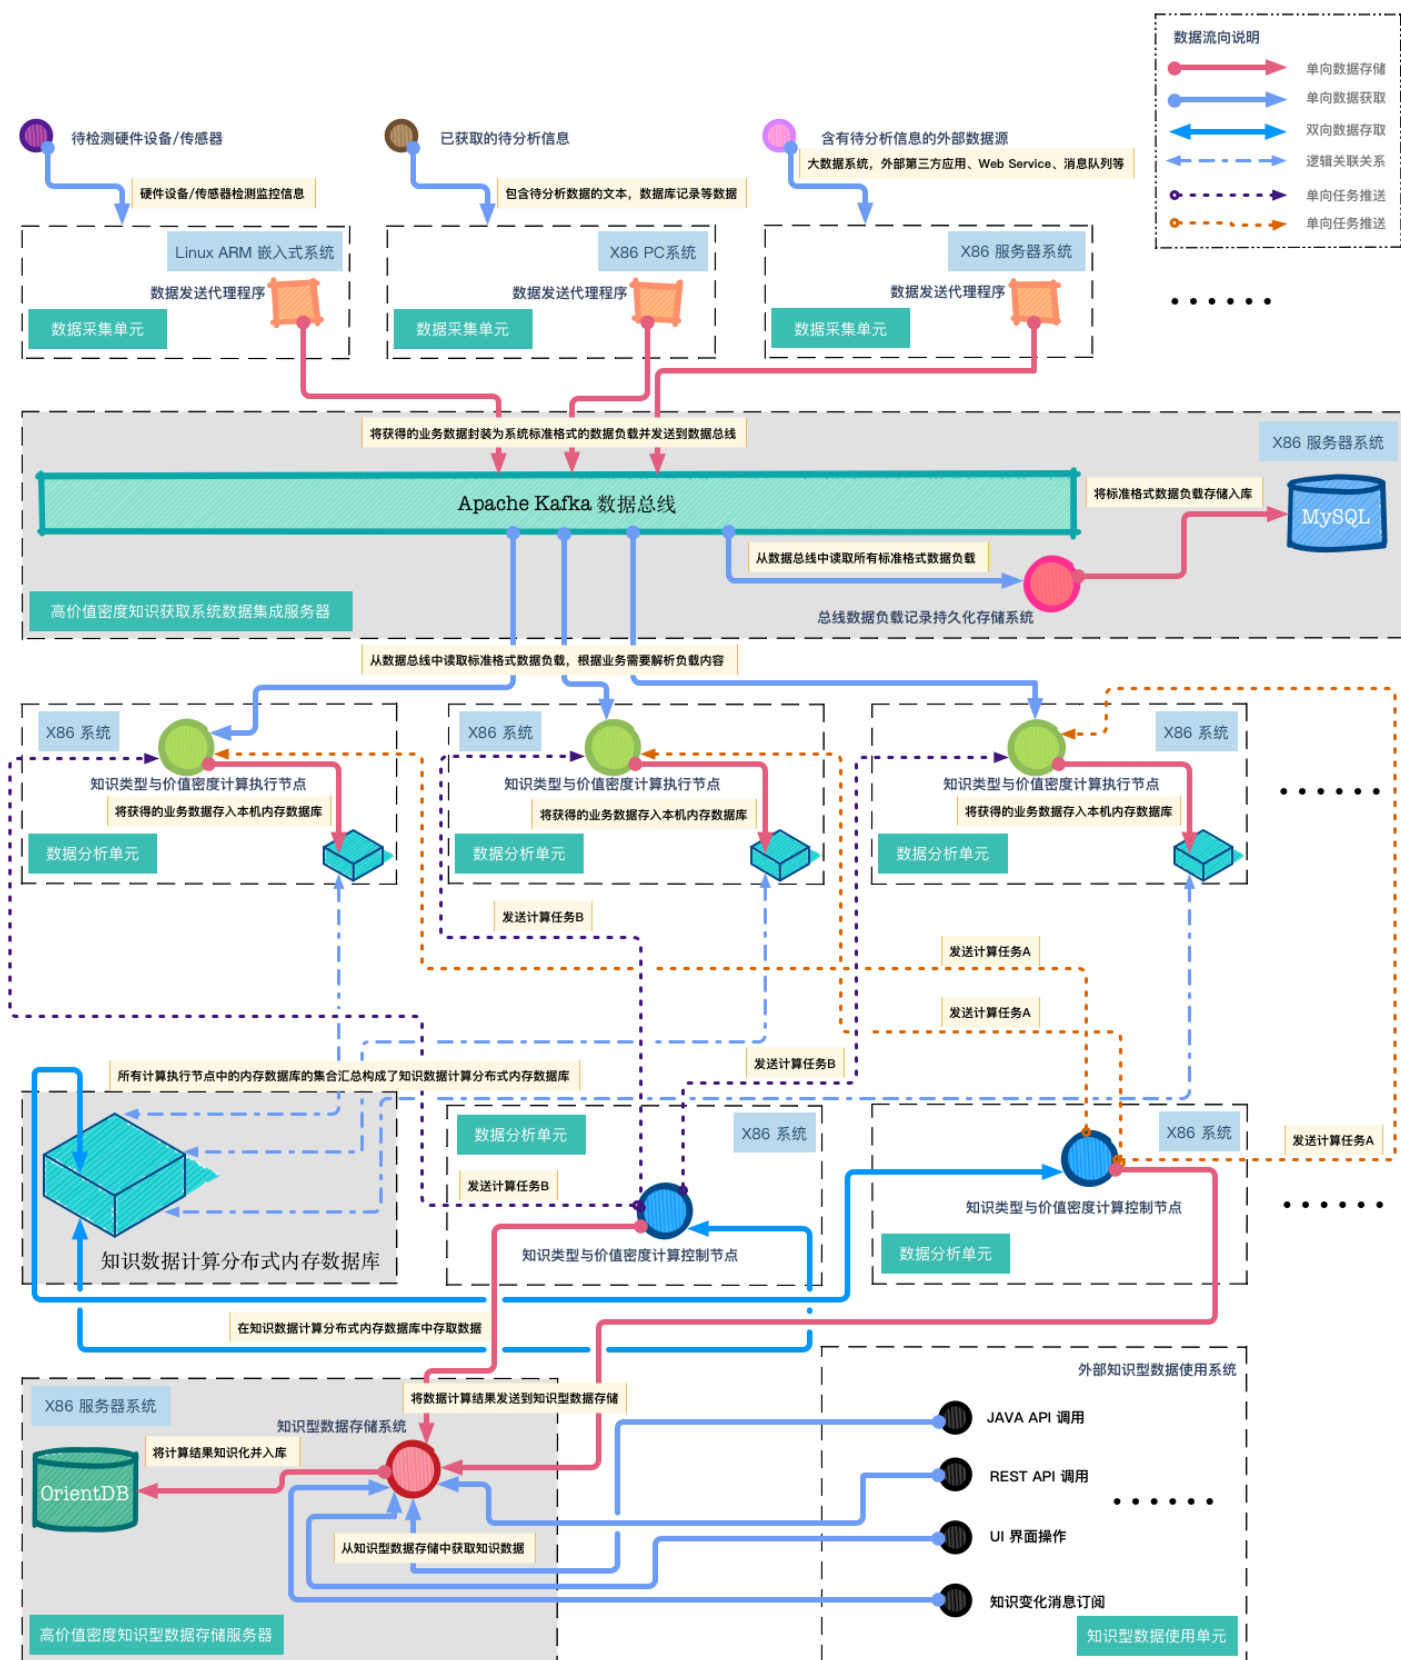 数据流向说明
单向数据存储
单向数据获取
双向数据存取
逻辑关联关系
单向任务推送
单向任务推送
待检测硬件设备/传感器
已获取的待分析信息
含有待分析信息的外部数据源
大数据系统，外部第三方应用、Web Service、消息队列等
硬件设备/传感器检测监控信息
包含待分析数据的文本，数据库记录等数据
Linux ARM 嵌入式系统
数据发送代理程序
数据采集单元
X86 PC系统
数据发送代理程序
数据采集单元
X86 服务器系统
数据发送代理程序
数据采集单元
将获得的业务数据封装为系统标准格式的数据负载并发送到数据总线
X86 服务器系统
Apache Kafka 数据总线
将标准格式数据负载存储入库
MySQL
从数据总线中读取所有标准格式数据负载
高价值密度知识获取系统数据集成服务器
总线数据负载记录持久化存储系统
从数据总线中读取标准格式数据负载，根据业务需要解析负载内容
X86 系统
知识类型与价值密度计算执行节点
将获得的业务数据存入本机内存数据库
数据分析单元
X86 系统
知识类型与价值密度计算执行节点
将获得的业务数据存入本机内存数据库
数据分析单元
X86 系统
知识类型与价值密度计算执行节点
将获得的业务数据存入本机内存数据库
数据分析单元
发送计算任务B
发送计算任务A
发送计算任务A
发送计算任务B
所有计算执行节点中的内存数据库的集合汇总构成了知识数据计算分布式内存数据库
数据分析单元
X86 系统
X86 系统
发送计算任务A
发送计算任务B
知识类型与价值密度计算控制节点
知识类型与价值密度计算控制节点
数据分析单元
知识数据计算分布式内存数据库
在知识数据计算分布式内存数据库中存取数据
外部知识型数据使用系统
X86 服务器系统
将数据计算结果发送到知识型数据存储
知识型数据存储系统
将计算结果知识化并入库
OrientDB
从知识型数据存储中获取知识数据
高价值密度知识型数据存储服务器
JAVA API 调用
REST API 调用
UI 界面操作
知识变化消息订阅
知识型数据使用单元